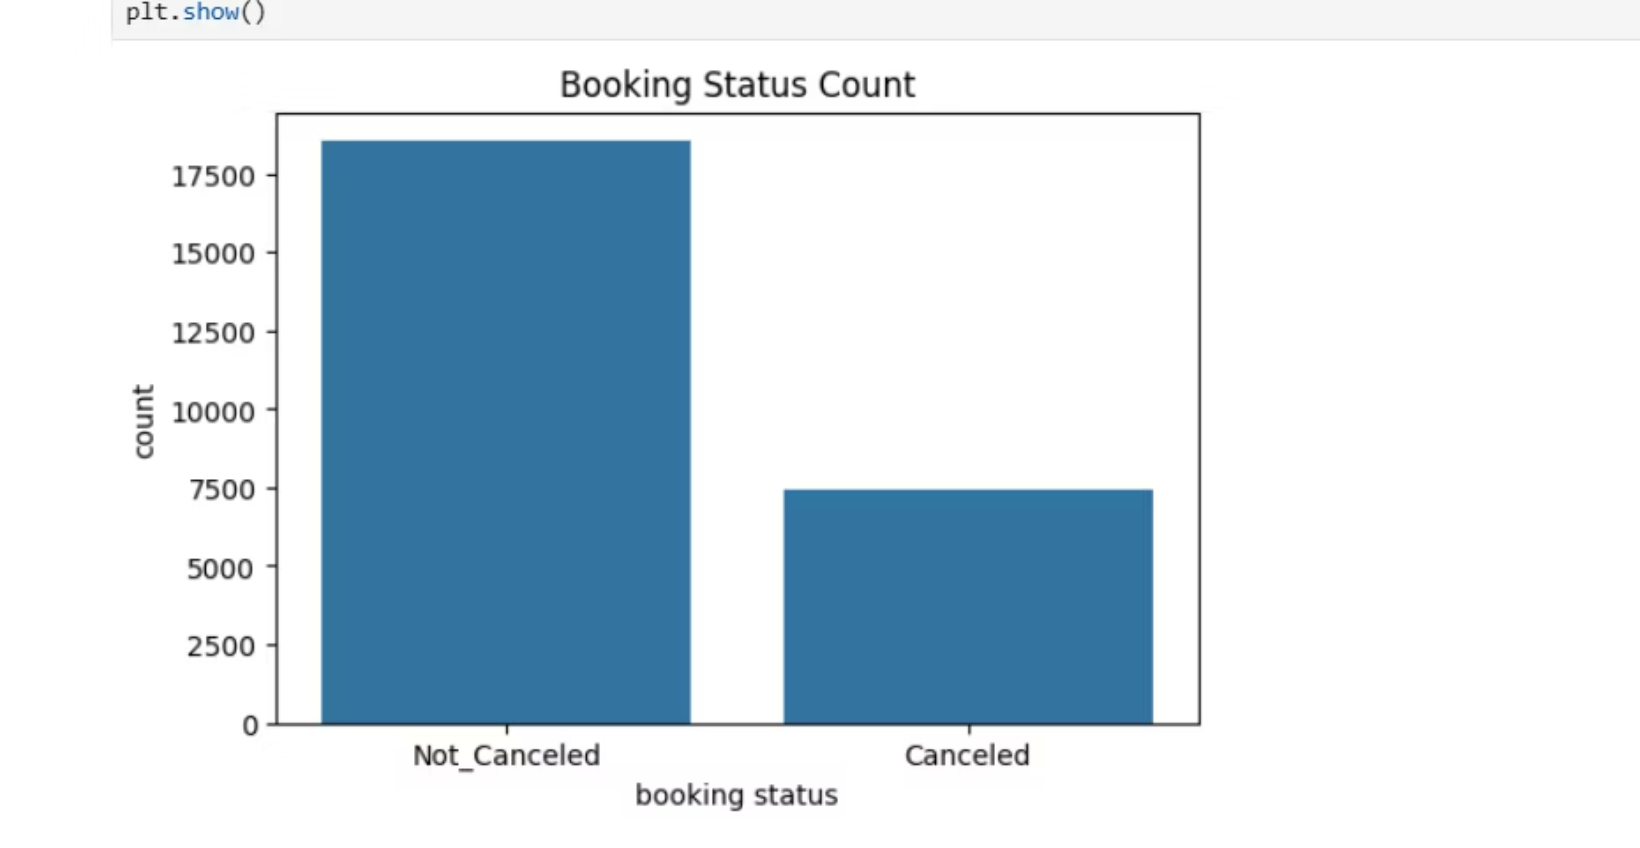 plt.show()
Booking Status Count
17500
15000
12500
10000
7500
5000
2500
0
count
Not_Canceled Canceled
booking status